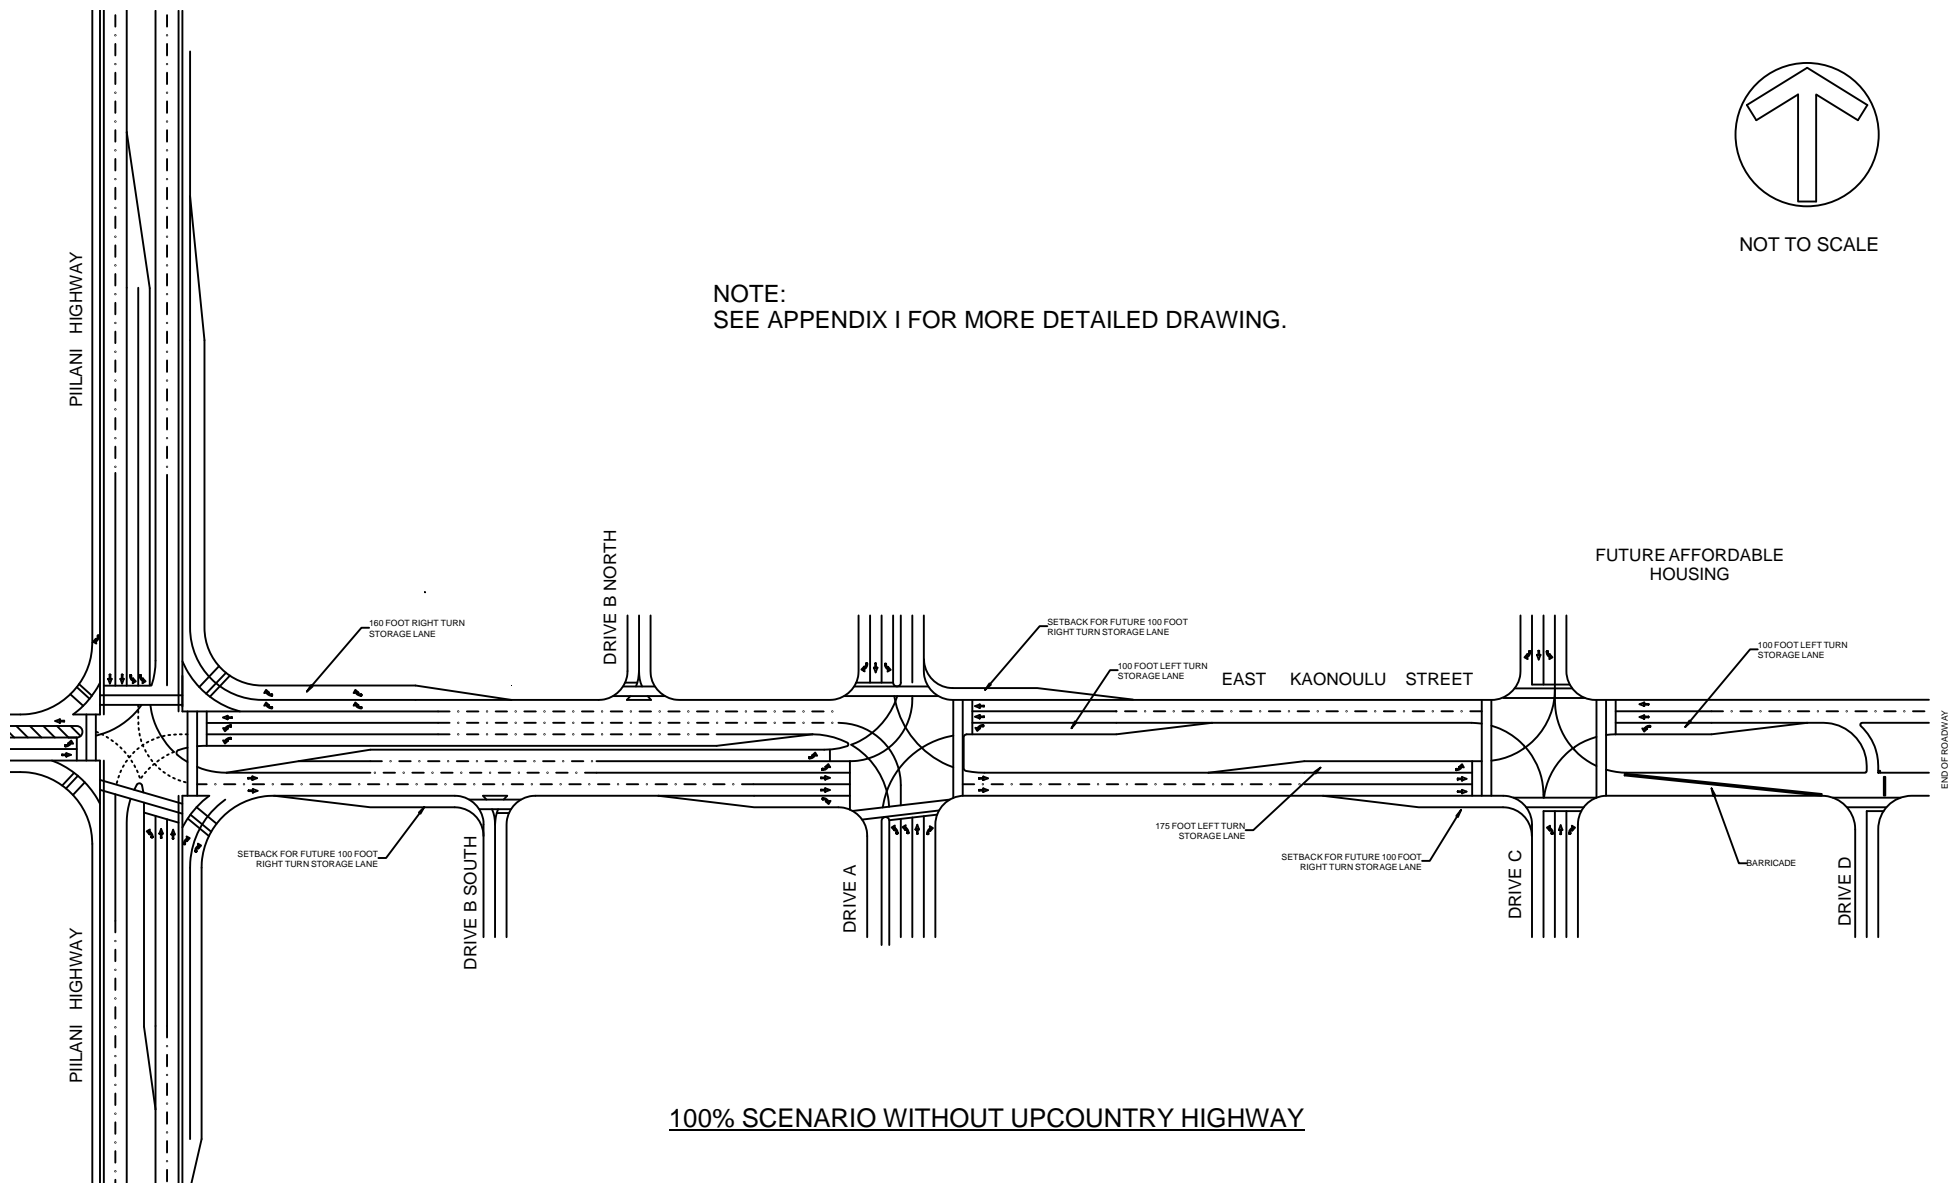 NOT TO SCALE
PIILANI HIGHWAY
NOTE:
SEE APPENDIX I FOR MORE DETAILED DRAWING.
DRIVE B NORTH
FUTURE AFFORDABLE
HOUSING
160 FOOT RIGHT TURN
STORAGE LANE
SETBACK FOR FUTURE 100 FOOT
RIGHT TURN STORAGE LANE
100 FOOT LEFT TURN
STORAGE LANE
EAST KAONOULU STREET
100 FOOT LEFT TURN
STORAGE LANE
END OF ROADWAY
SETBACK FOR FUTURE 100 FOOT
RIGHT TURN STORAGE LANE
DRIVE B SOUTH
DRIVE A
175 FOOT LEFT TURN
STORAGE LANE
SETBACK FOR FUTURE 100 FOOT
RIGHT TURN STORAGE LANE
DRIVE C
BARRICADE
DRIVE D
PIILANI HIGHWAY
100% SCENARIO WITHOUT UPCOUNTRY HIGHWAY